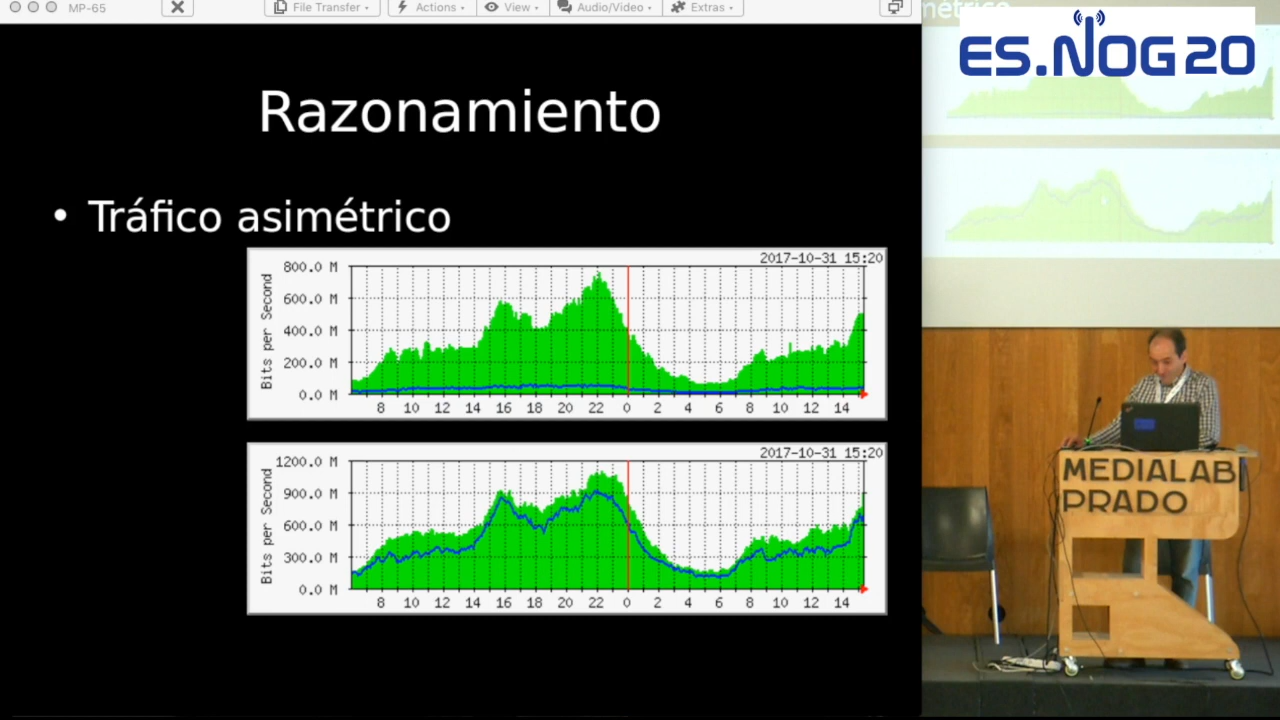 MP-65
File Transfer
Actions
View
Audio/Video
Extras
métrico
ES.NOG20
Razonamiento
• Tráfico asimétrico
2017-10-31 15:20
Bits per Second
800.0 M
600.0 M
400.0 M
200.0 M
0.0 M
8 10 12 14 16 18 20 22 0 2 4 6 8 10 12 14
2017-10-31 15:20
Bits per Second
1200.0 M
900.0 M
600.0 M
300.0 M
0.0 M
8 10 12 14 16 18 20 22 0 2 4 6 8 10 12 14
MEDIALAB
PRADO